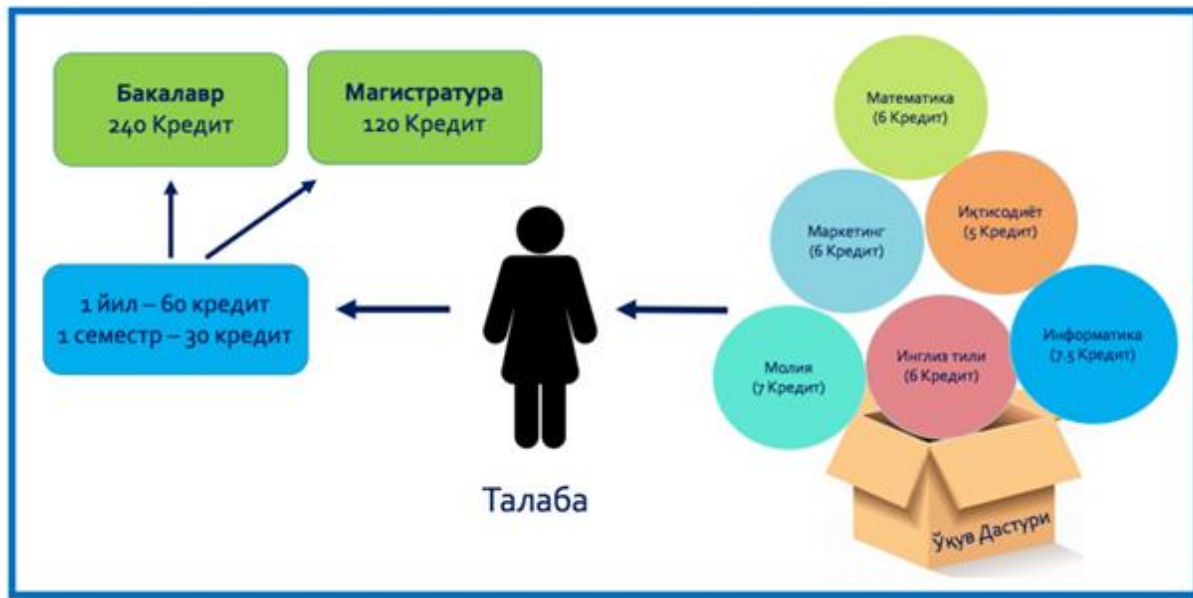 Бакалавр
240 Кредит
Магистратура
120 Кредит
1 йил – 60 кредит
1 семестр – 30 кредит
Талаба
Математика
(6 Кредит)
Маркетинг
(6 Кредит)
Иқтисодиёт
(5 Кредит)
Молия
(7 Кредит)
Инглиз тили
(6 Кредит)
Информатика
(7.5 Кредит)
Ўқув Дастури